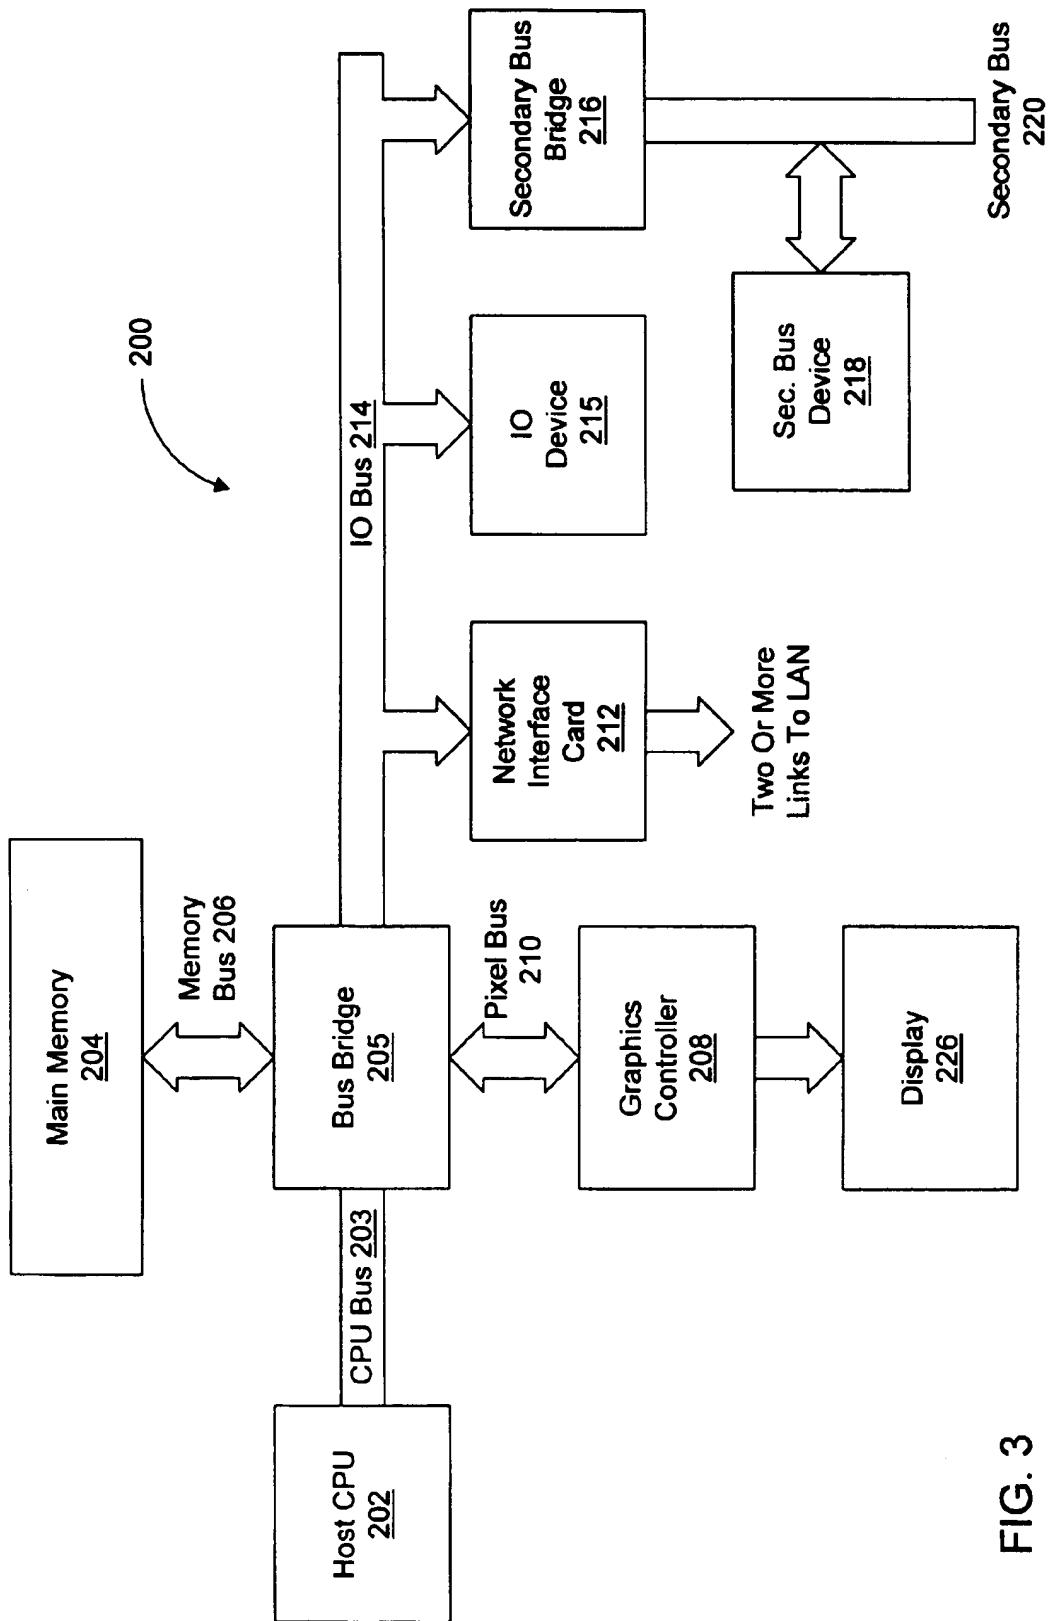 200
Main Memory
204
Memory
Bus 206
Host CPU
202
CPU Bus 203
Bus Bridge
205
IO Bus 214
Pixel Bus
210
Graphics
Controller
208
Display
226
Network
Interface
Card
212
Two Or More
Links To LAN
IO
Device
215
Secondary Bus
Bridge
216
Sec. Bus
Device
218
Secondary Bus
220
FIG. 3